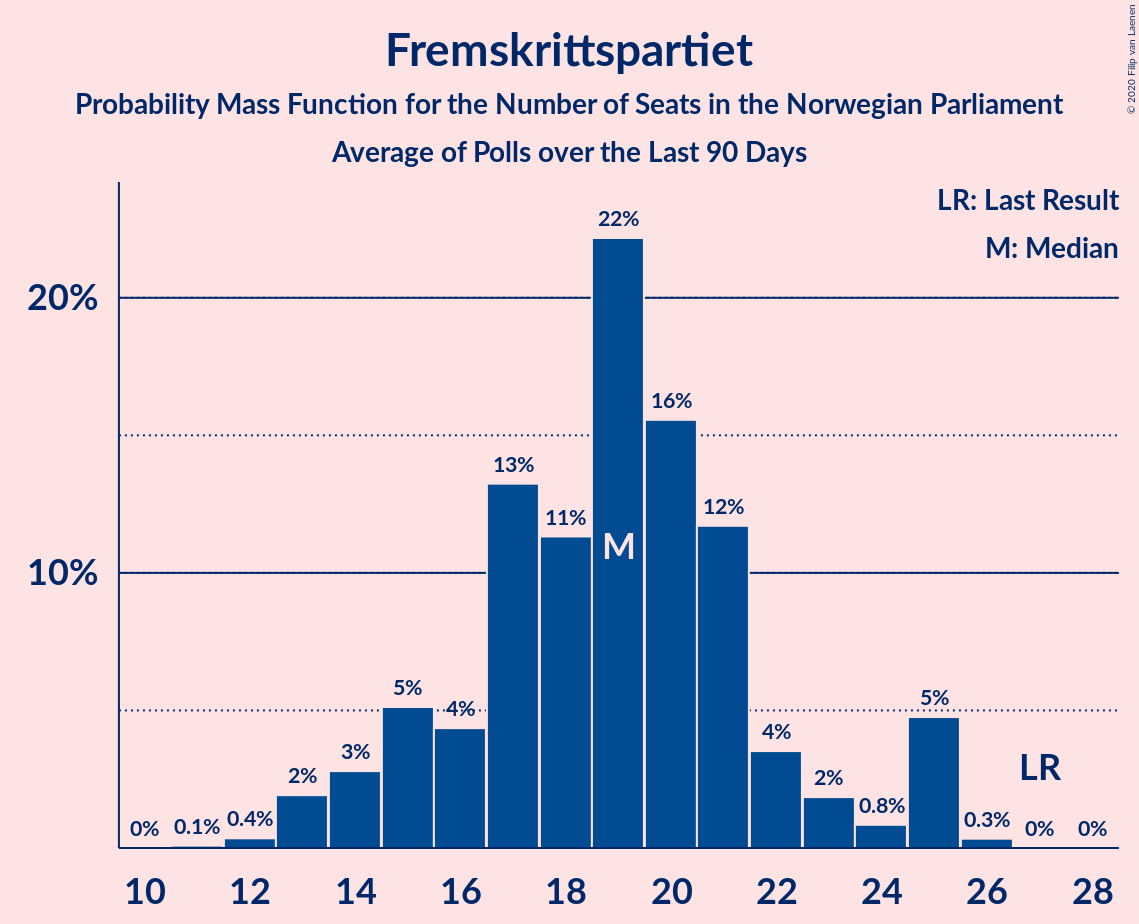 Fremskrittspartiet
Probability Mass Function for the Number of Seats in the Norwegian Parliament
Average of Polls over the Last 90 Days
© 2020 Filip van Laenen
LR: Last Result
M: Median
20%
10%
0%
0.1%
0.4%
2%
3%
5%
4%
13%
11%
22%
16%
12%
4%
2%
0.8%
5%
0.3%
0%
0%
M
LR
10 12 14 16 18 20 22 24 26 28